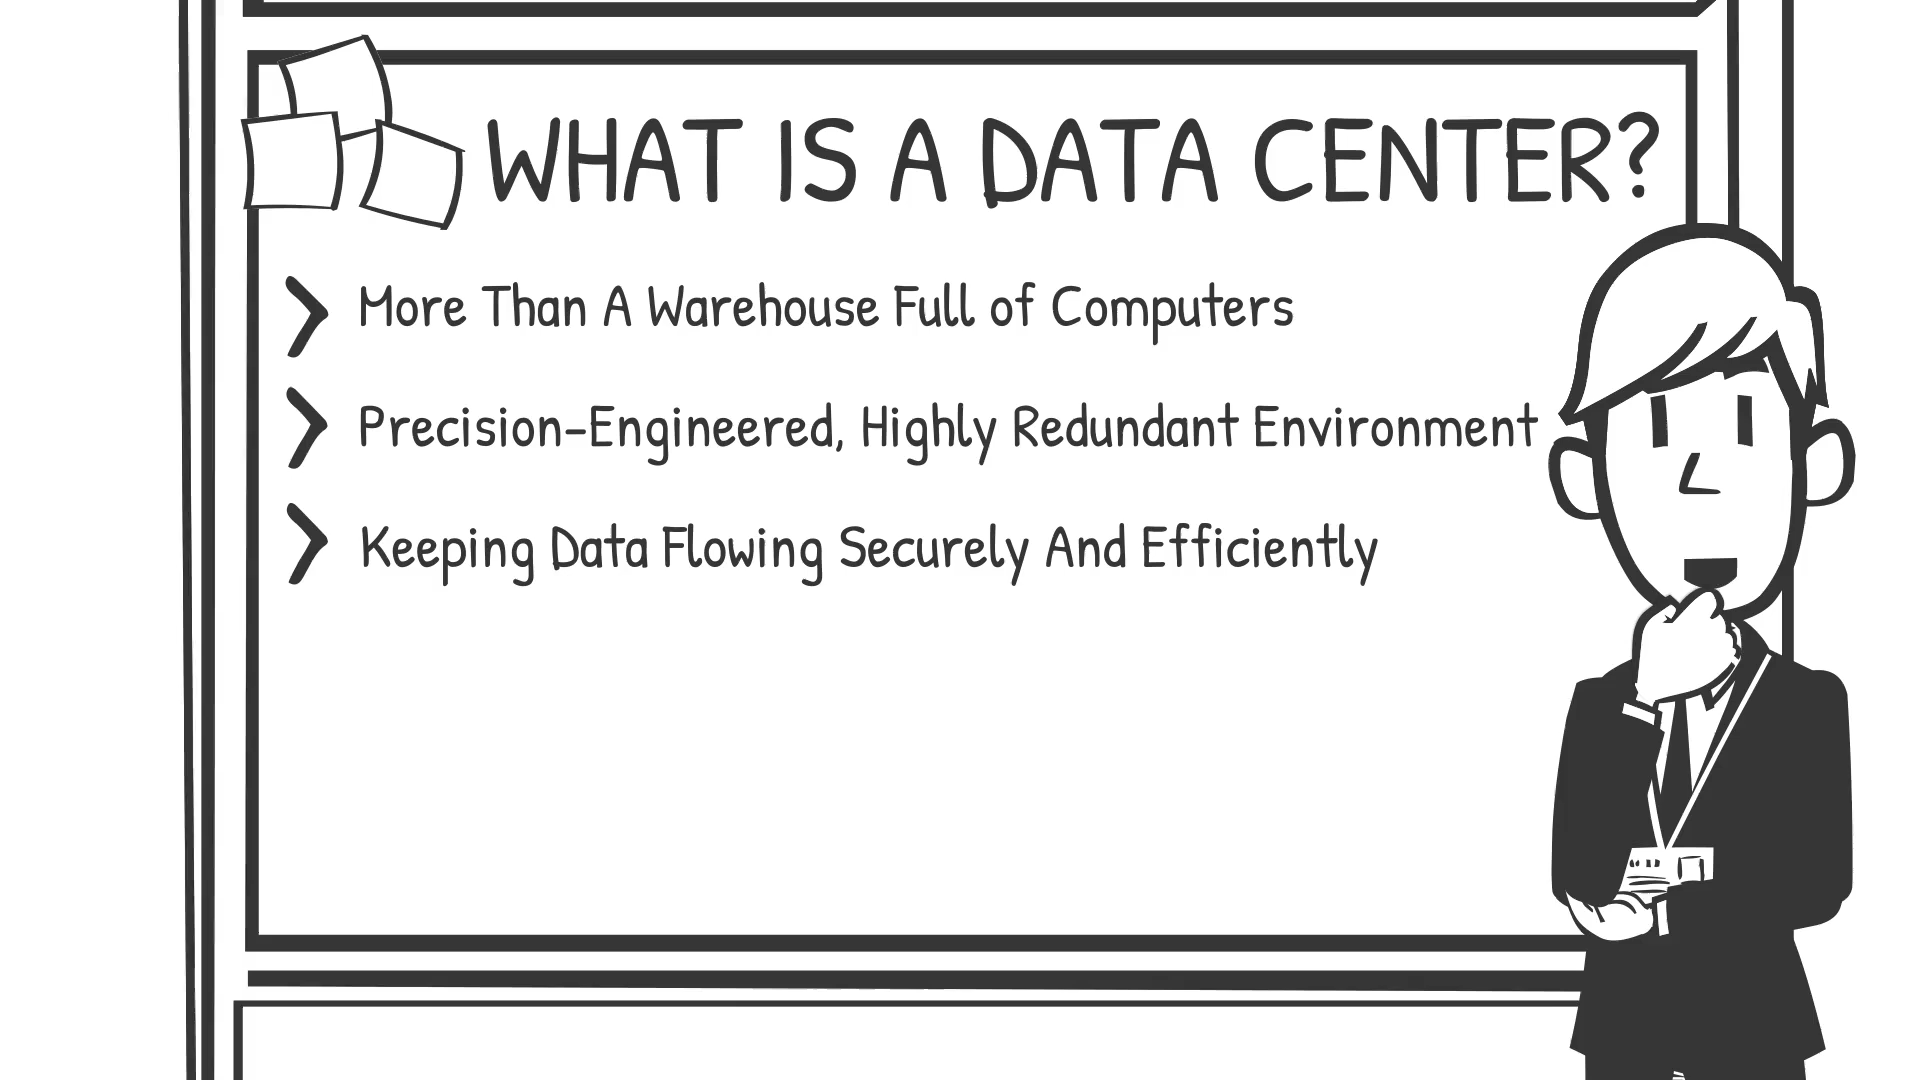 WHAT IS A DATA CENTER?
More Than A Warehouse Full of Computers
Precision-Engineered, Highly Redundant Environment
Keeping Data Flowing Securely And Efficiently